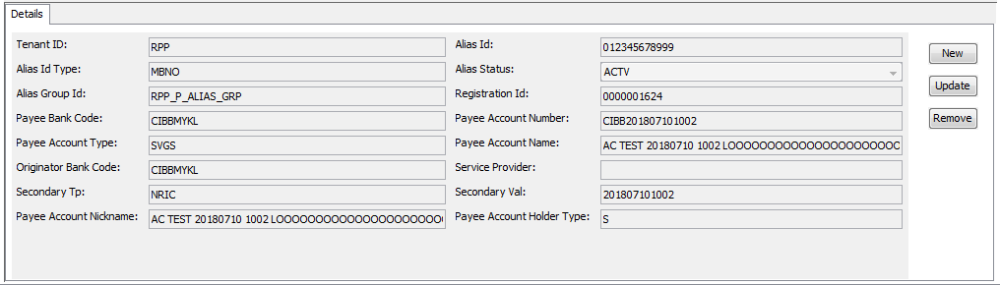 Details
Tenant ID: RPP Alias Id: 012345678999 New
Alias Id Type: MBNO Alias Status: ACTV
Alias Group Id: RPP_P_ALIAS_GRP Registration Id: 0000001624 Update
Payee Bank Code: CIBBMYKL Payee Account Number: CIBB201807101002 Remove
Payee Account Type: SVGS Payee Account Name: AC TEST 20180710 1002 LOOOOOOOOOOOOOOOOOOOOOO
Originator Bank Code: CIBBMYKL Service Provider:
Secondary Tp: NRIC Secondary Val: 201807101002
Payee Account Nickname: AC TEST 20180710 1002 LOOOOOOOOOOOOOOOOOOOOO Payee Account Holder Type: S